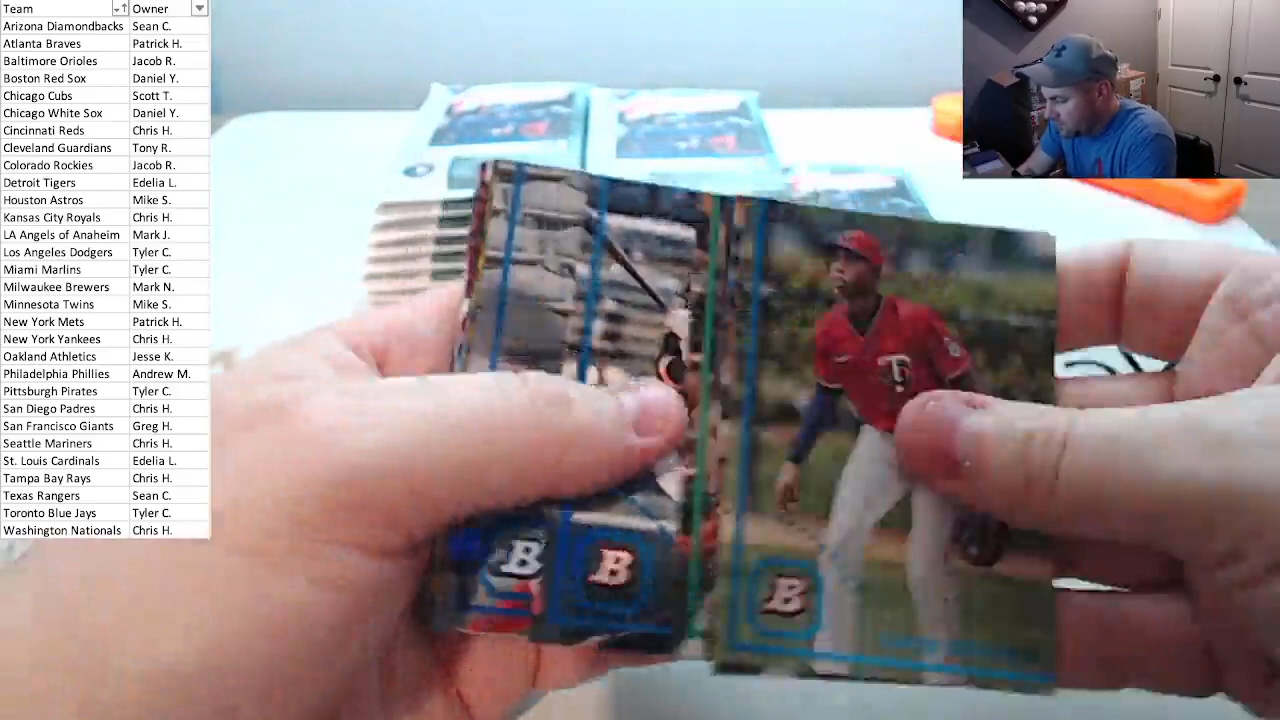 Team Owner
Arizona Diamondbacks Sean C.
Atlanta Braves Patrick H.
Baltimore Orioles Jacob R.
Boston Red Sox Daniel Y.
Chicago Cubs Scott T.
Chicago White Sox Daniel Y.
Cincinnati Reds Chris H.
Cleveland Guardians Tony R.
Colorado Rockies Jacob R.
Detroit Tigers Edelia L.
Houston Astros Mike S.
Kansas City Royals Chris H.
LA Angels of Anaheim Mark J.
Los Angeles Dodgers Tyler C.
Miami Marlins Tyler C.
Milwaukee Brewers Mark N.
Minnesota Twins Mike S.
New York Mets Patrick H.
New York Yankees Chris H.
Oakland Athletics Jesse K.
Philadelphia Phillies Andrew M.
Pittsburgh Pirates Tyler C.
San Diego Padres Chris H.
San Francisco Giants Greg H.
Seattle Mariners Chris H.
St. Louis Cardinals Edelia L.
Tampa Bay Rays Chris H.
Texas Rangers Sean C.
Toronto Blue Jays Tyler C.
Washington Nationals Chris H.
B
B
B